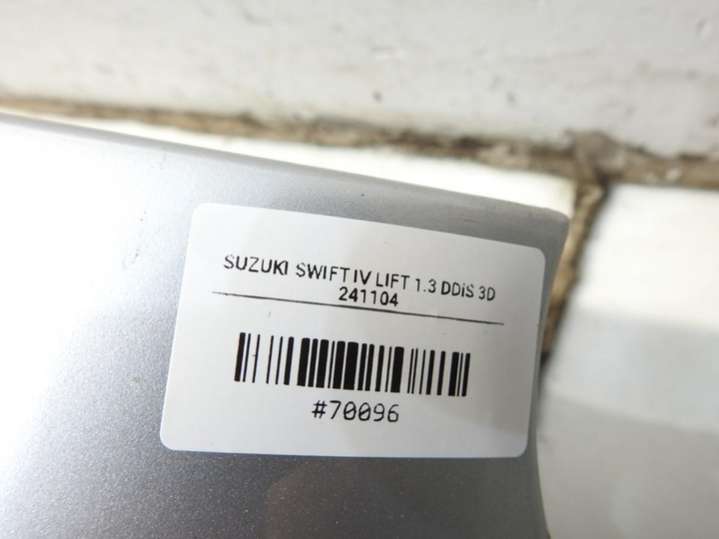 SUZUKI SWIFT IV LIFT 1.3 DDiS 3D
241104
#70096